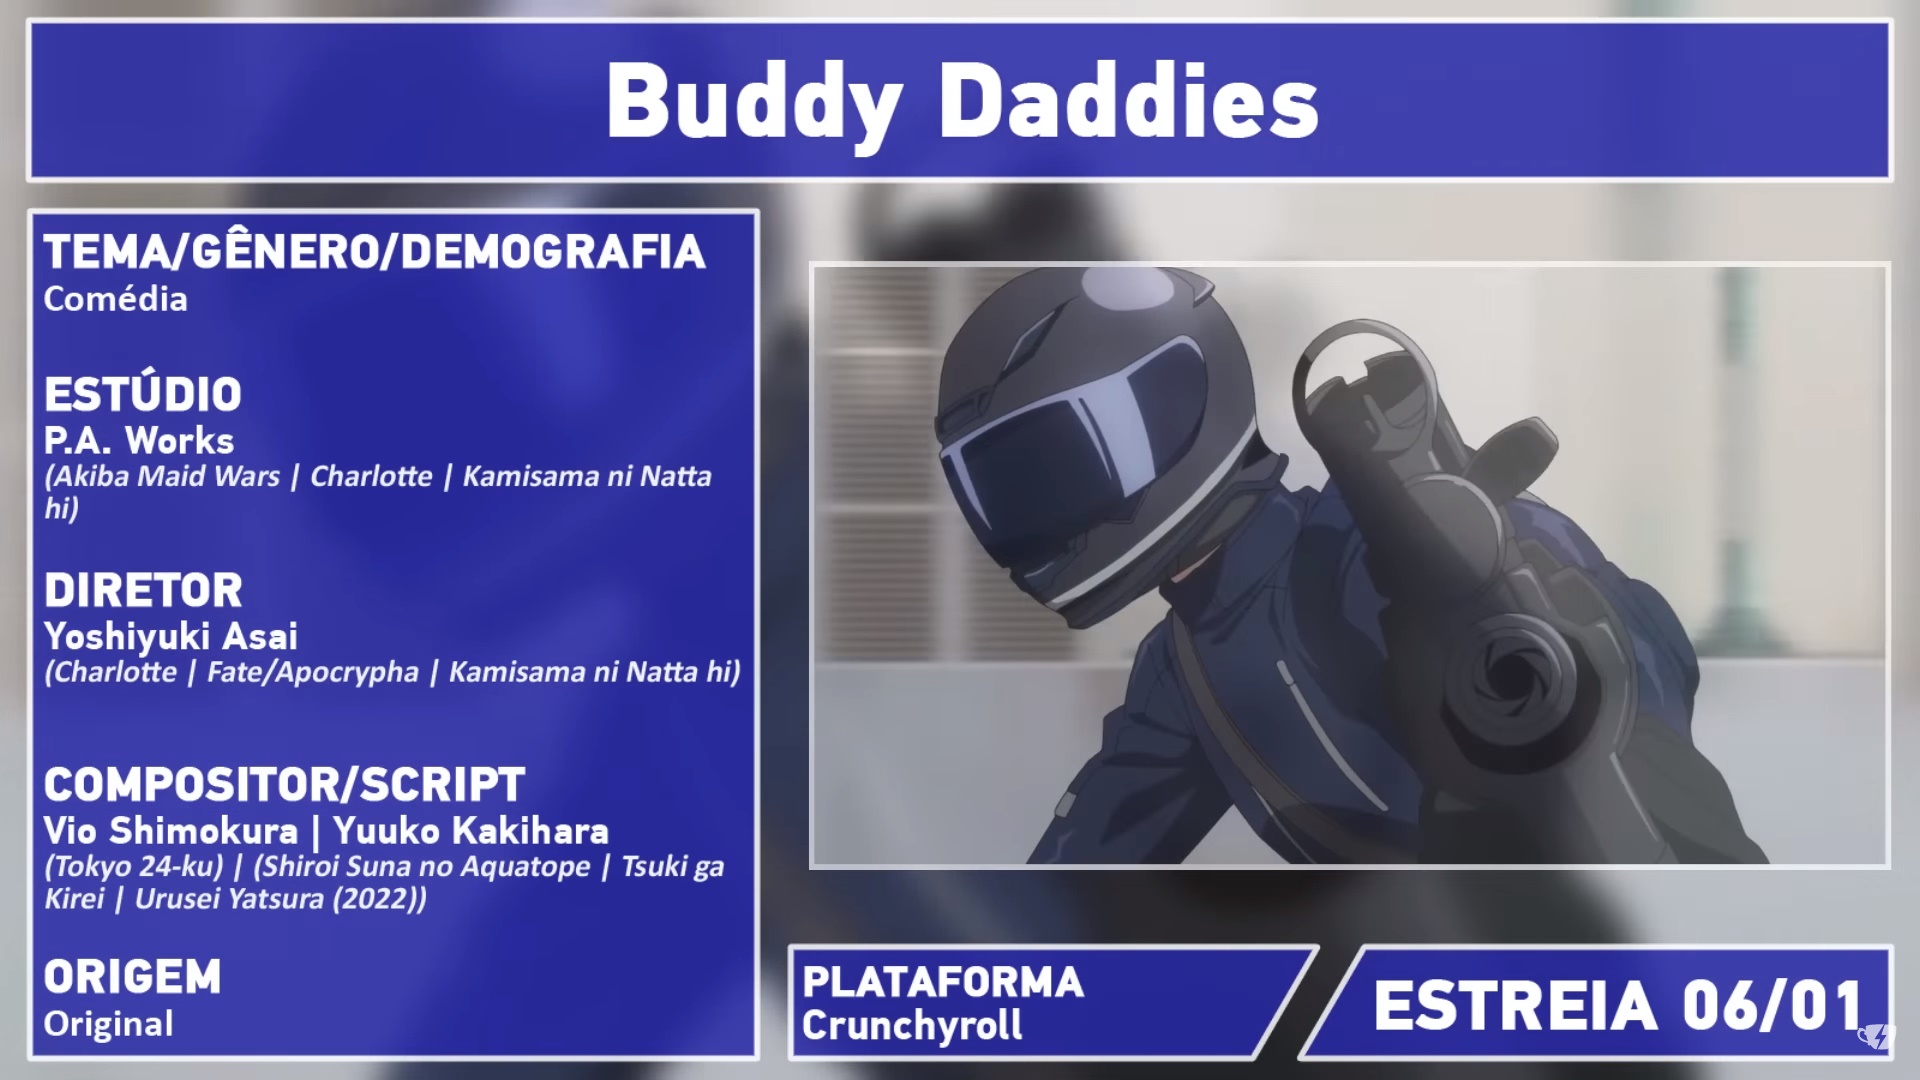 Buddy Daddies
TEMA/GÊNERO/DEMOGRAFIA
Comédia
ESTÚDIO
P.A. Works
(Akiba Maid Wars | Charlotte | Kamisama ni Natta
hi)
DIRETOR
Yoshiyuki Asai
(Charlotte | Fate/Apocrypha | Kamisama ni Natta hi)
COMPOSITOR/SCRIPT
Vio Shimokura | Yuuko Kakihara
(Tokyo 24-ku) | (Shiroi Suna no Aquatope | Tsuki ga
Kirei | Urusei Yatsura (2022))
ORIGEM
Original
PLATAFORMA
Crunchyroll
ESTREIA 06/01